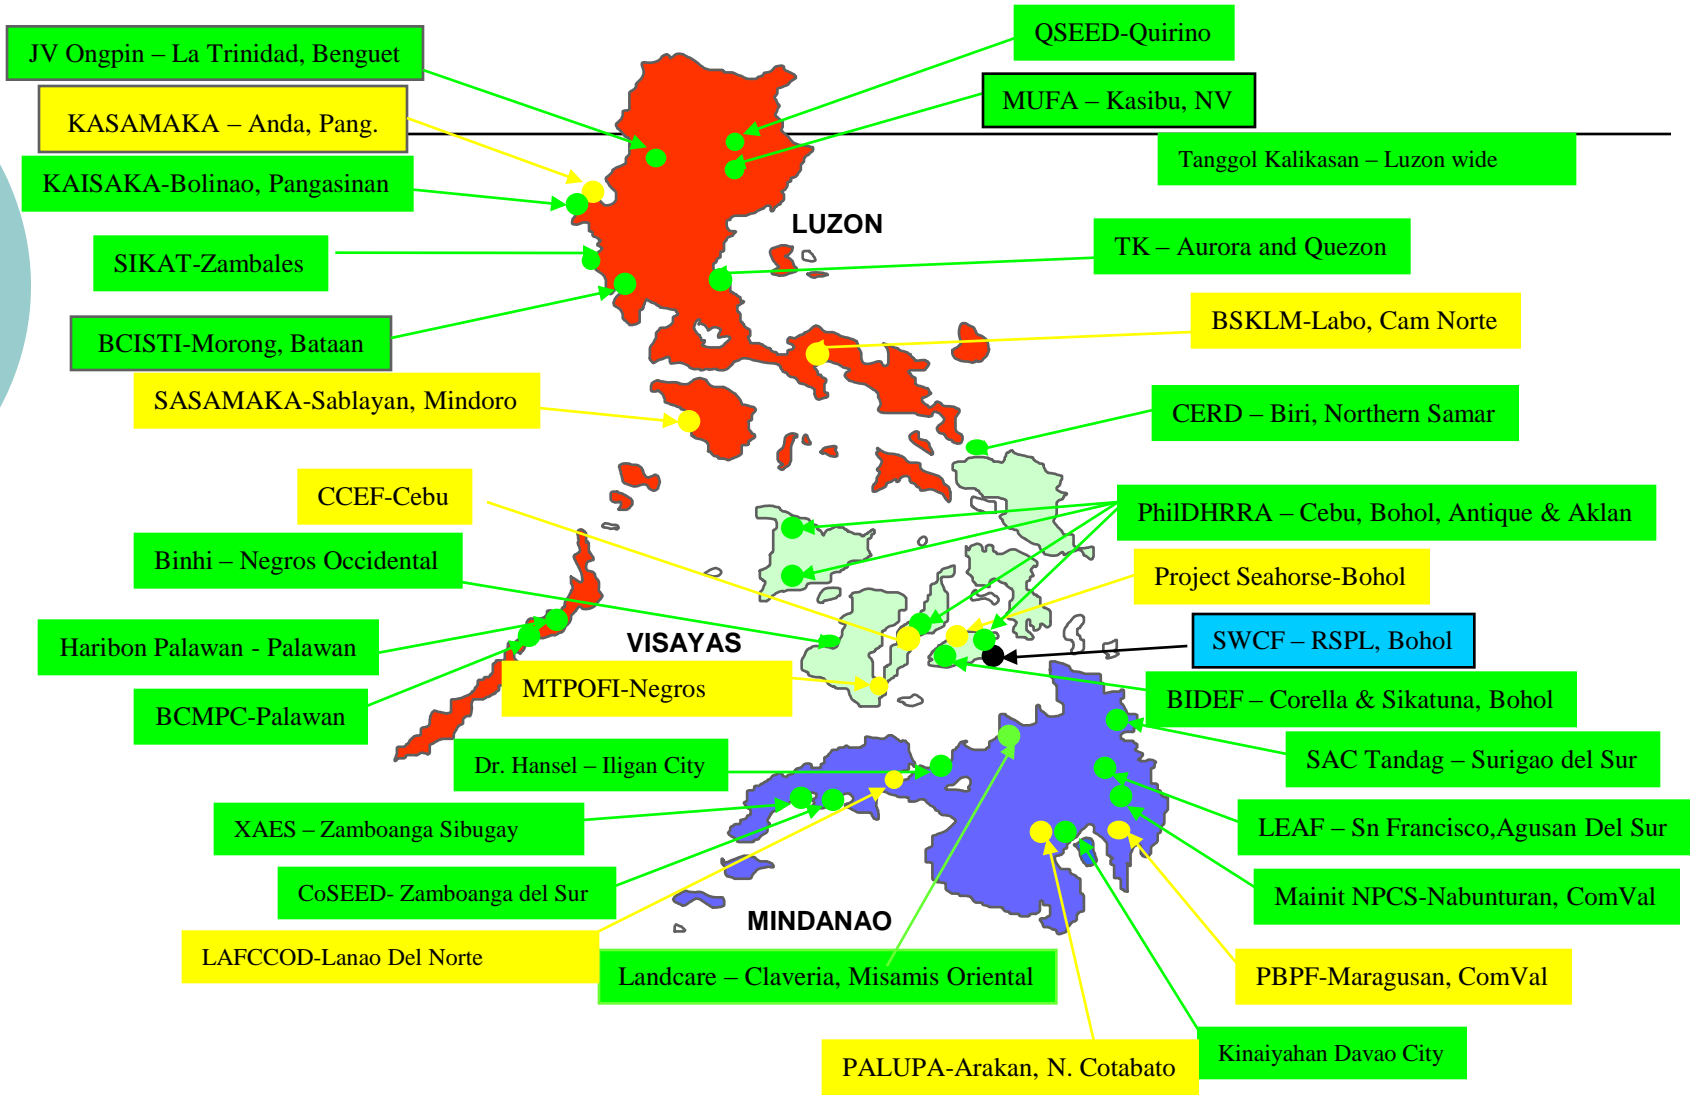 JV Ongpin – La Trinidad, Benguet
QSEED-Quirino
MUFA – Kasibu, NV
KASAMAKA – Anda, Pang.
Tanggol Kalikasan – Luzon wide
KAISAKA-Bolinao, Pangasinan
LUZON
TK – Aurora and Quezon
SIKAT-Zambales
BSKLM-Labo, Cam Norte
BCISTI-Morong, Bataan
SASAMAKA-Sablayan, Mindoro
CERD – Biri, Northern Samar
CCEF-Cebu
PhilDHRRA – Cebu, Bohol, Antique & Aklan
Binhi – Negros Occidental
Project Seahorse-Bohol
Haribon Palawan - Palawan
VISAYAS
SWCF – RSPL, Bohol
MTPOFI-Negros
BIDEF – Corella & Sikatuna, Bohol
BCMPC-Palawan
SAC Tandag – Surigao del Sur
Dr. Hansel – Iligan City
XAES – Zamboanga Sibugay
LEAF – Sn Francisco,Agusan Del Sur
CoSEED- Zamboanga del Sur
Mainit NPCS-Nabunturan, ComVal
MINDANAO
LAFCCOD-Lanao Del Norte
Landcare – Claveria, Misamis Oriental
PBPF-Maragusan, ComVal
PALUPA-Arakan, N. Cotabato
Kinaiyahan Davao City